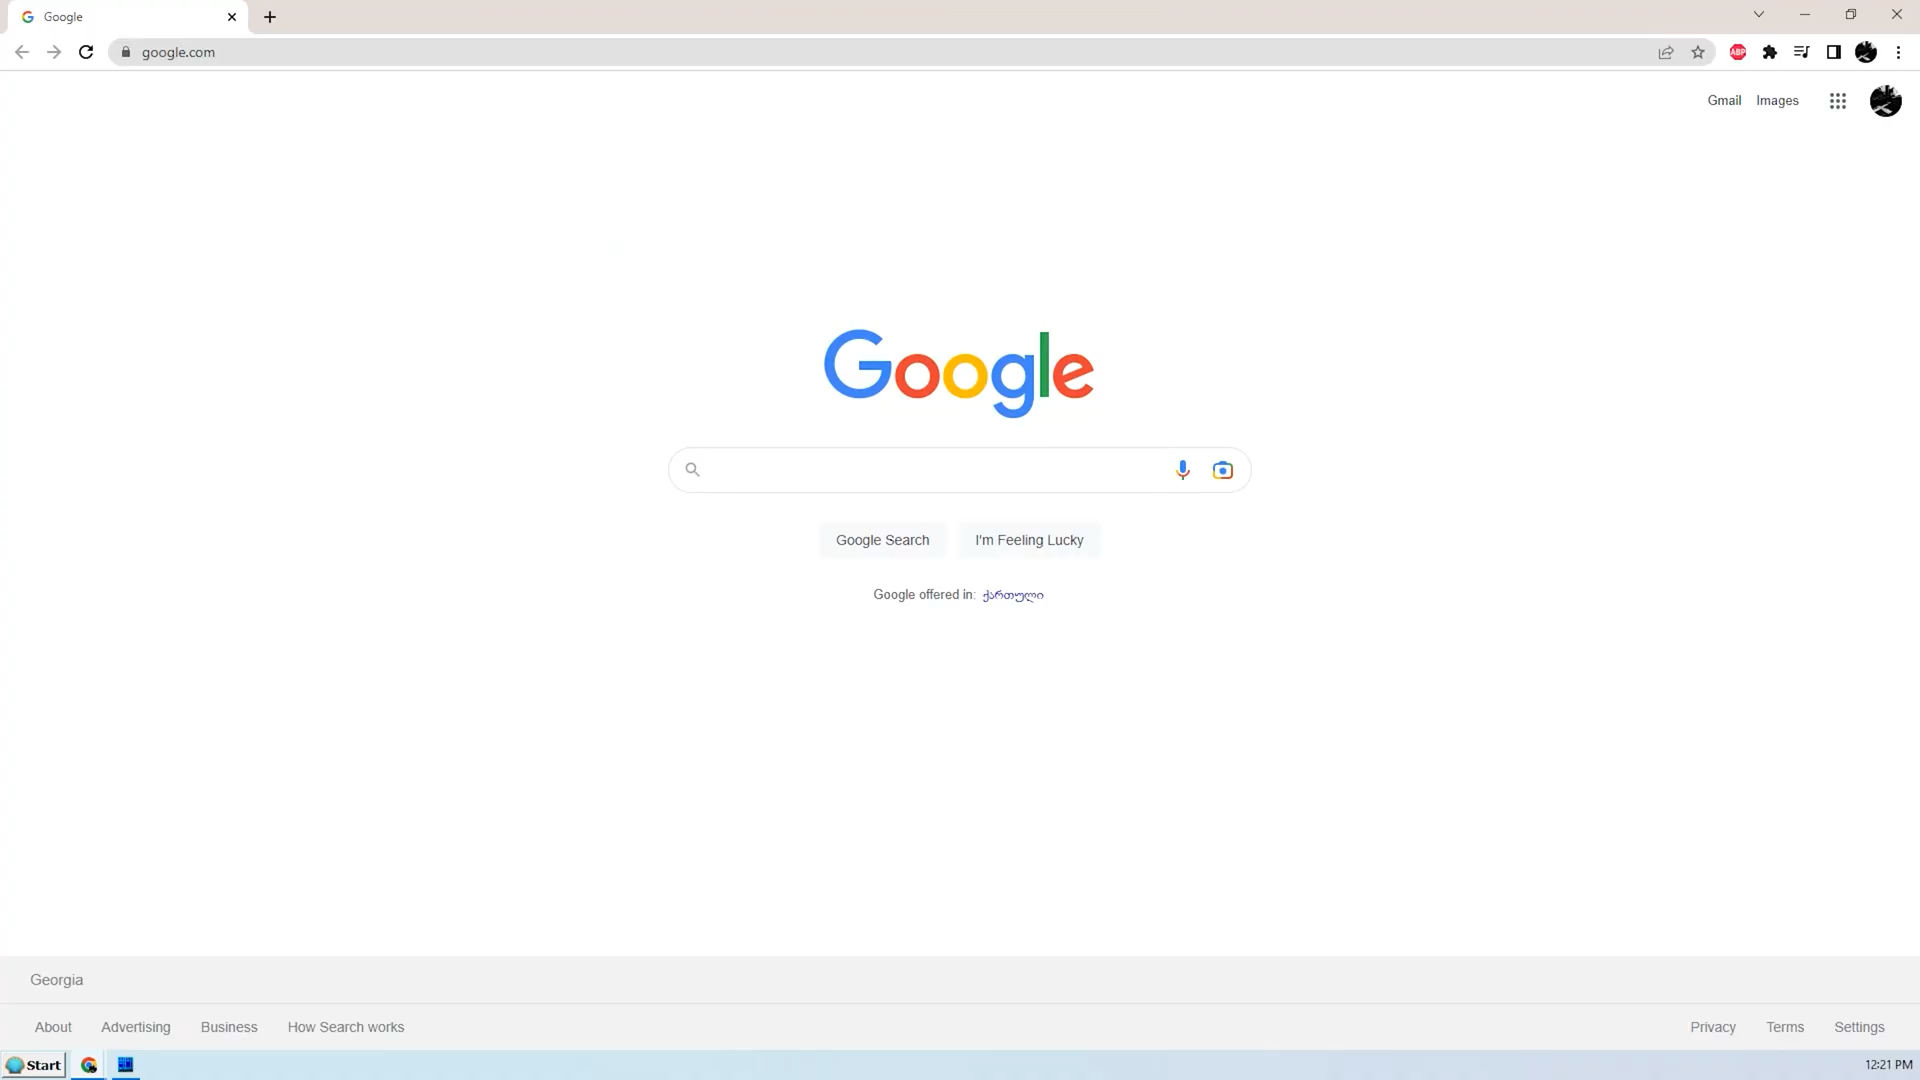 Google
google.com
ABP
Gmail Images
Google
Google Search I'm Feeling Lucky
Google offered in: ქართული
Georgia
About Advertising Business How Search works Privacy Terms Settings
Start 12:21 PM